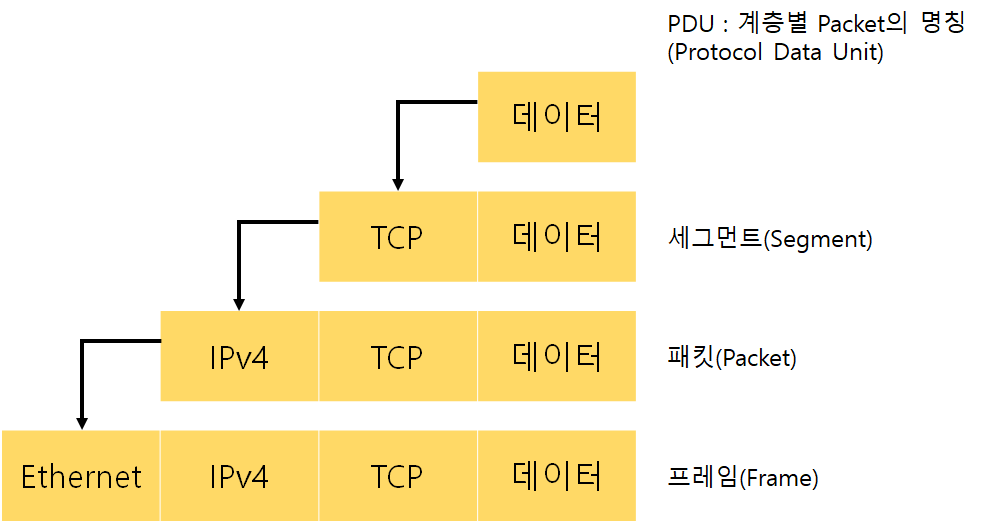 PDU : 계층별 Packet의 명칭
(Protocol Data Unit)
데이터
TCP 데이터 세그먼트(Segment)
IPv4 TCP 데이터 패킷(Packet)
Ethernet IPv4 TCP 데이터 프레임(Frame)